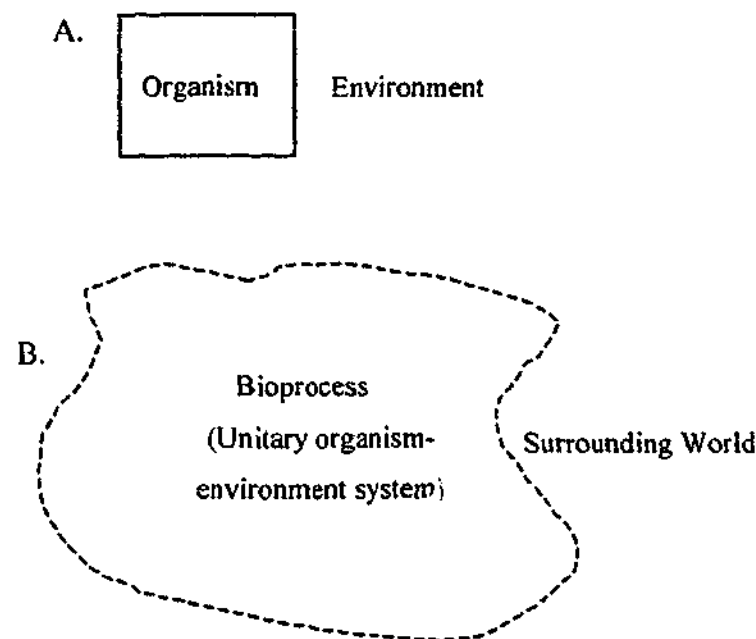 A.
Organism Environment
B.
Bioprocess
(Unitary organism-
Surrounding World
environment system)